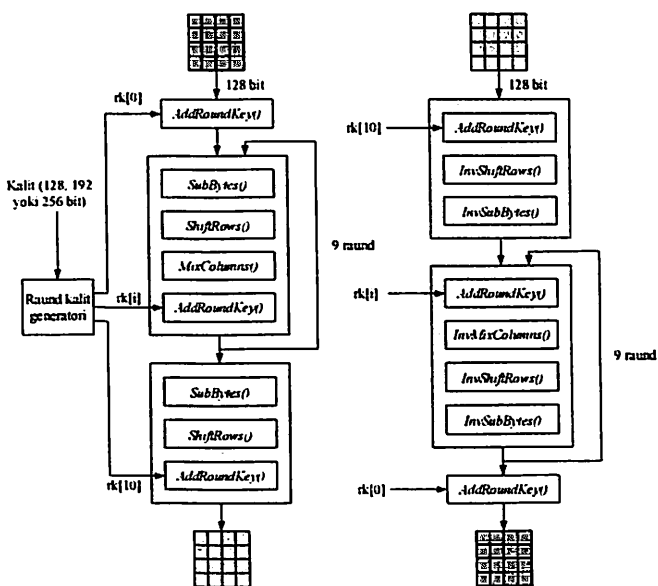 128 bit
rk[0]
AddRoundKey()
Kalit (128, 192
yoki 256 bit)
Raund kalit
generatori
SubBytes()
ShiftRows()
MixColumns()
rk[i]
AddRoundKey()
9 raund
SubBytes()
ShiftRows()
AddRoundKey()
rk[10]
128 bit
rk[10]
AddRoundKey()
InvShiftRows()
InvSubBytes()
rk[i]
AddRoundKey()
InvMixColumns()
InvShiftRows()
InvSubBytes()
9 raund
rk[0]
AddRoundKey()